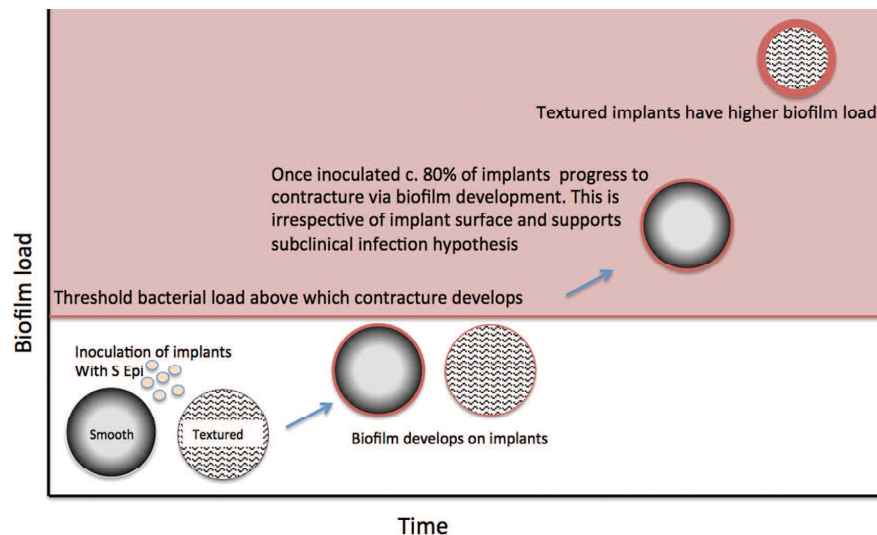 Textured implants have higher biofilm load
Once inoculated c. 80% of implants progress to
contracture via biofilm development. This is
irrespective of implant surface and supports
subclinical infection hypothesis
Threshold bacterial load above which contracture develops
Biofilm load
Inoculation of implants
With S Epi
Smooth
Textured
Biofilm develops on implants
Time